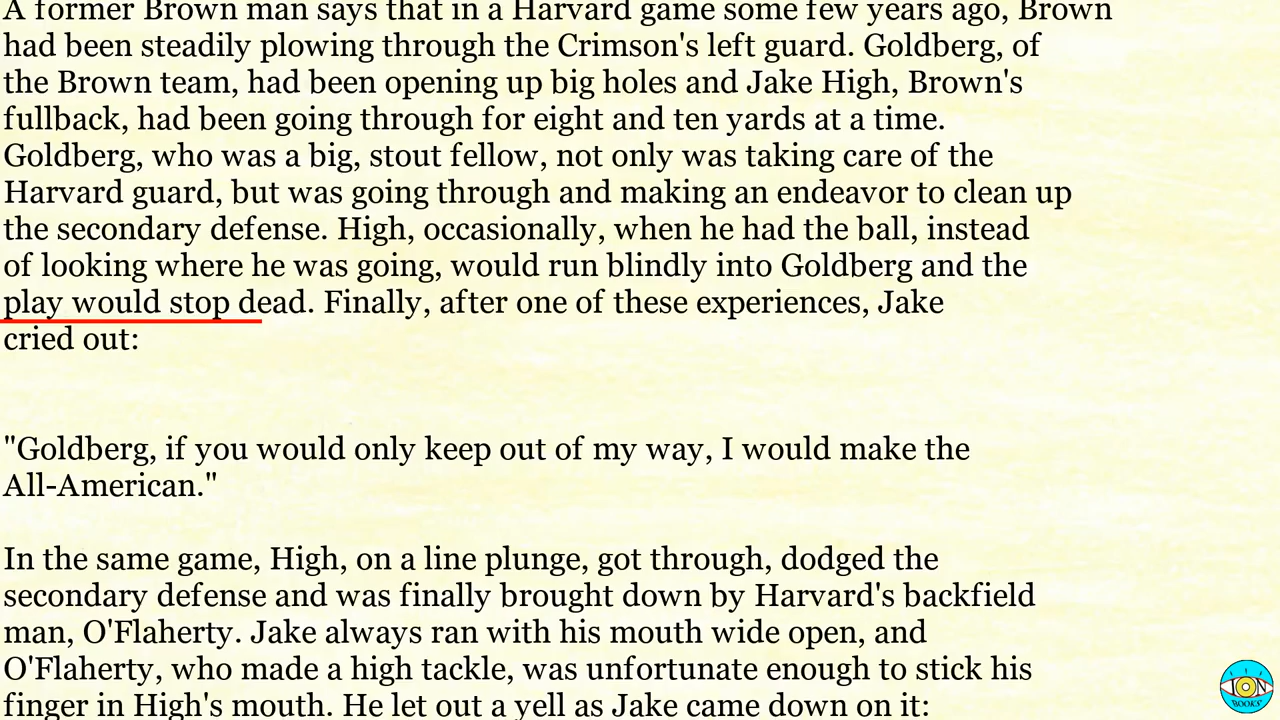 A former Brown man says that in a Harvard game some few years ago, Brown
had been steadily plowing through the Crimson's left guard. Goldberg, of
the Brown team, had been opening up big holes and Jake High, Brown's
fullback, had been going through for eight and ten yards at a time.
Goldberg, who was a big, stout fellow, not only was taking care of the
Harvard guard, but was going through and making an endeavor to clean up
the secondary defense. High, occasionally, when he had the ball, instead
of looking where he was going, would run blindly into Goldberg and the
play would stop dead. Finally, after one of these experiences, Jake
cried out:
"Goldberg, if you would only keep out of my way, I would make the
All-American."
In the same game, High, on a line plunge, got through, dodged the
secondary defense and was finally brought down by Harvard's backfield
man, O'Flaherty. Jake always ran with his mouth wide open, and
O'Flaherty, who made a high tackle, was unfortunate enough to stick his
finger in High's mouth. He let out a yell as Jake came down on it:
ION
BOOKS